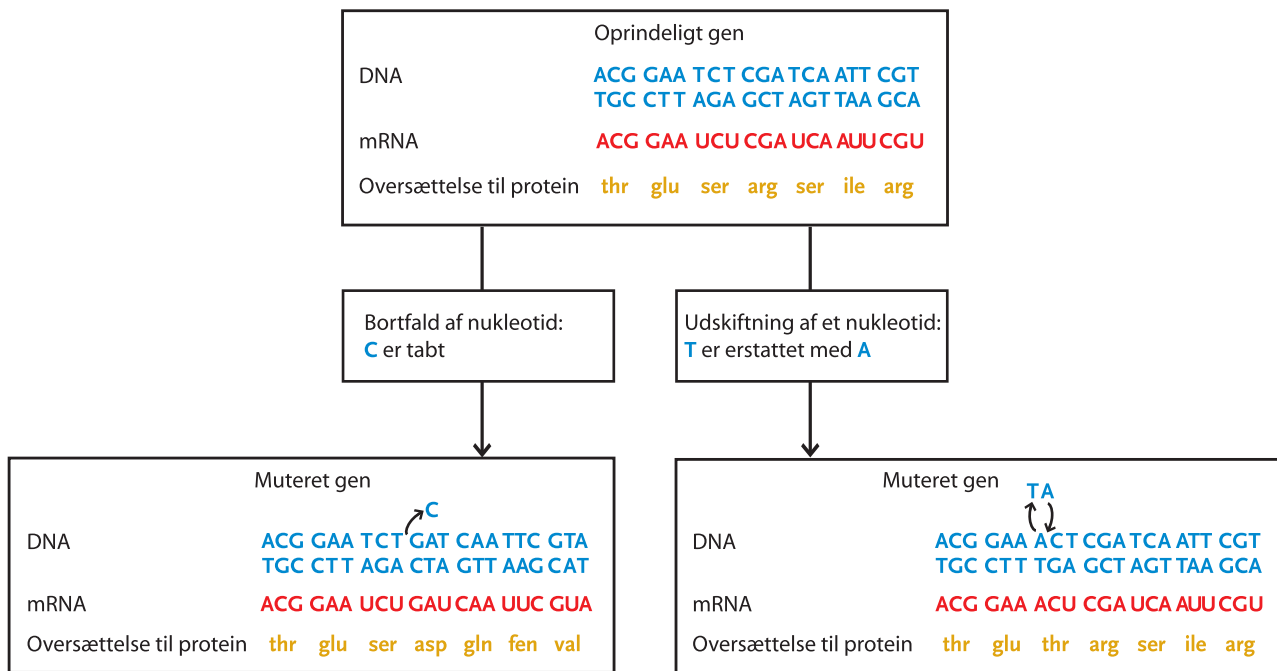 Oprindeligt gen
DNA ACG GAA TCT CGA TCA ATT CGT
TGC CTT AGA GCT AGT TAA GCA
mRNA ACG GAA UCU CGA UCA AUU CGU
Oversættelse til protein thr glu ser arg ser ile arg
Bortfald af nukleotid:
C er tabt
Udskiftning af et nukleotid:
T er erstattet med A
Muteret gen
C
DNA ACG GAA TCT GAT CAA TTC GTA
TGC CTT AGA CTA GTT AAG CAT
mRNA ACG GAA UCU GAU CAA UUC GUA
Oversættelse til protein thr glu ser asp gln fen val
Muteret gen
T A
DNA ACG GAA ACT CGA TCA ATT CGT
TGC CTT TGA GCT AGT TAA GCA
mRNA ACG GAA ACU CGA UCA AUU CGU
Oversættelse til protein thr glu thr arg ser ile arg